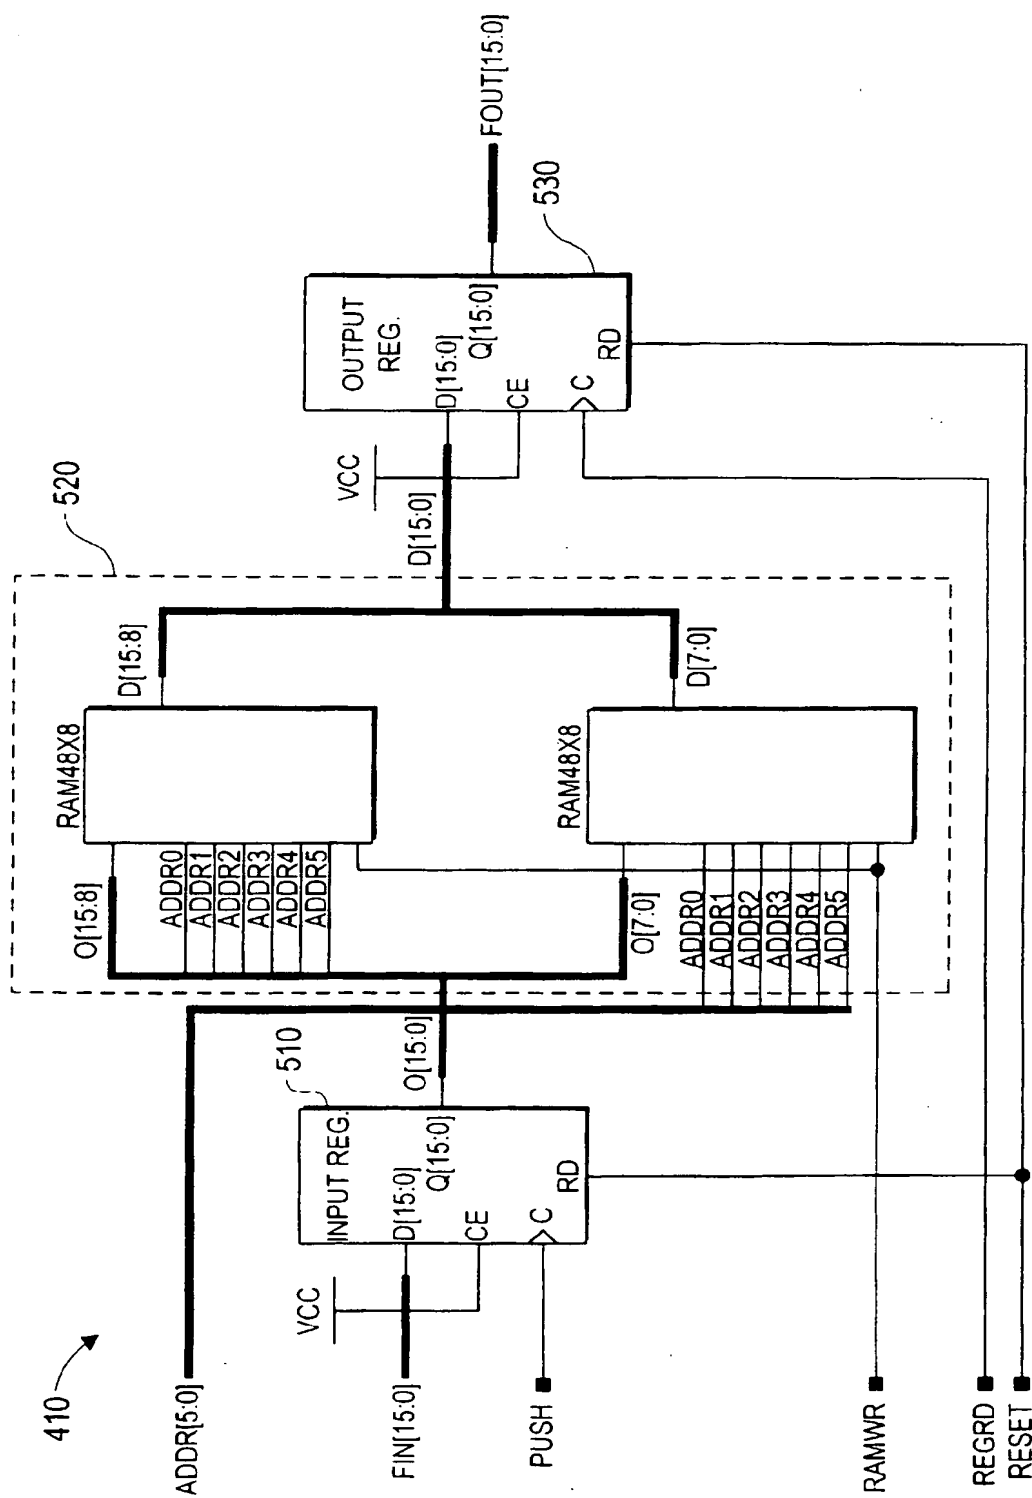 410
ADDR[5:0]
FIN[15:0]
PUSH
RAMWR
REGRD
RESET
VCC
INPUT REG.
D[15:0]
Q[15:0]
CE
C
RD
510
O[15:0]
520
O[15:8]
ADDR0
ADDR1
ADDR2
ADDR3
ADDR4
ADDR5
RAM48X8
D[15:8]
O[7:0]
ADDR0
ADDR1
ADDR2
ADDR3
ADDR4
ADDR5
RAM48X8
D[7:0]
D[15:0]
VCC
OUTPUT
REG.
D[15:0]
Q[15:0]
CE
C
RD
530
FOUT[15:0]